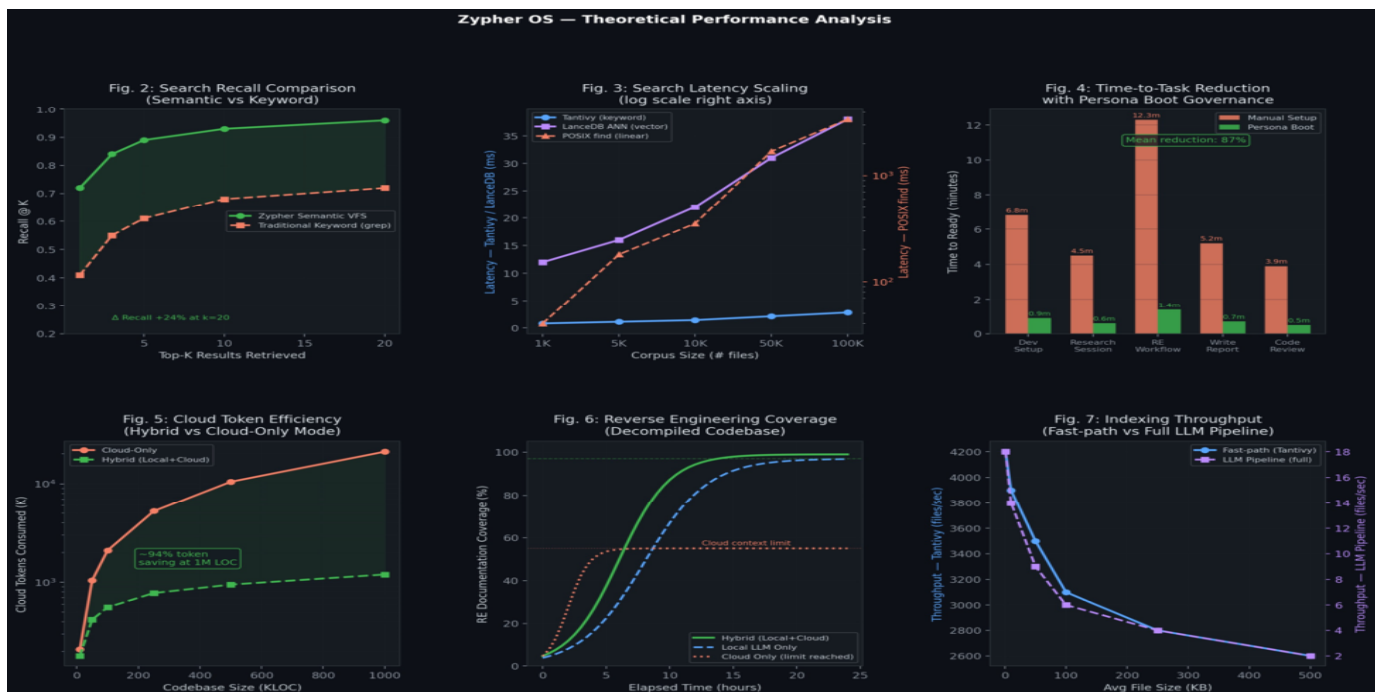 Zypher OS — Theoretical Performance Analysis
Fig. 2: Search Recall Comparison
(Semantic vs Keyword)
Recall @ K
1.0
0.9
0.8
0.7
0.6
0.5
0.4
0.3
0.2
Zypher Semantic VFS
Traditional Keyword (grep)
Δ Recall +24% at k=20
5
10
15
20
Top-K Results Retrieved
Fig. 3: Search Latency Scaling
(log scale right axis)
Latency — Tantivy / LanceDB (ms)
35
30
25
20
15
10
5
0
Tantivy (keyword)
LanceDB ANN (vector)
POSIX find (linear)
10³
10²
Latency — POSIX find (ms)
1K
5K
10K
50K
100K
Corpus Size (# files)
Fig. 4: Time-to-Task Reduction
with Persona Boot Governance
Time to Ready (minutes)
12
10
8
6
4
2
0
Manual Setup
Persona Boot
Mean reduction: 87%
6.8m
0.9m
4.5m
0.6m
12.3m
1.4m
5.2m
0.7m
3.9m
0.5m
Dev
Setup
Research
Session
RE
Workflow
Write
Report
Code
Review
Fig. 5: Cloud Token Efficiency
(Hybrid vs Cloud-Only Mode)
Cloud Tokens Consumed (K)
10⁴
10³
Cloud-Only
Hybrid (Local+Cloud)
~94% token
saving at 1M LOC
0
200
400
600
800
1000
Codebase Size (KLOC)
Fig. 6: Reverse Engineering Coverage
(Decompiled Codebase)
RE Documentation Coverage (%)
100
80
60
40
20
0
Cloud context limit
Hybrid (Local+Cloud)
Local LLM Only
Cloud Only (limit reached)
0
5
10
15
20
25
Elapsed Time (hours)
Fig. 7: Indexing Throughput
(Fast-path vs Full LLM Pipeline)
Throughput — Tantivy (files/sec)
4200
4000
3800
3600
3400
3200
3000
2800
2600
Fast-path (Tantivy)
LLM Pipeline (full)
18
16
14
12
10
8
6
4
2
Throughput — LLM Pipeline (files/sec)
0
100
200
300
400
500
Avg File Size (KB)